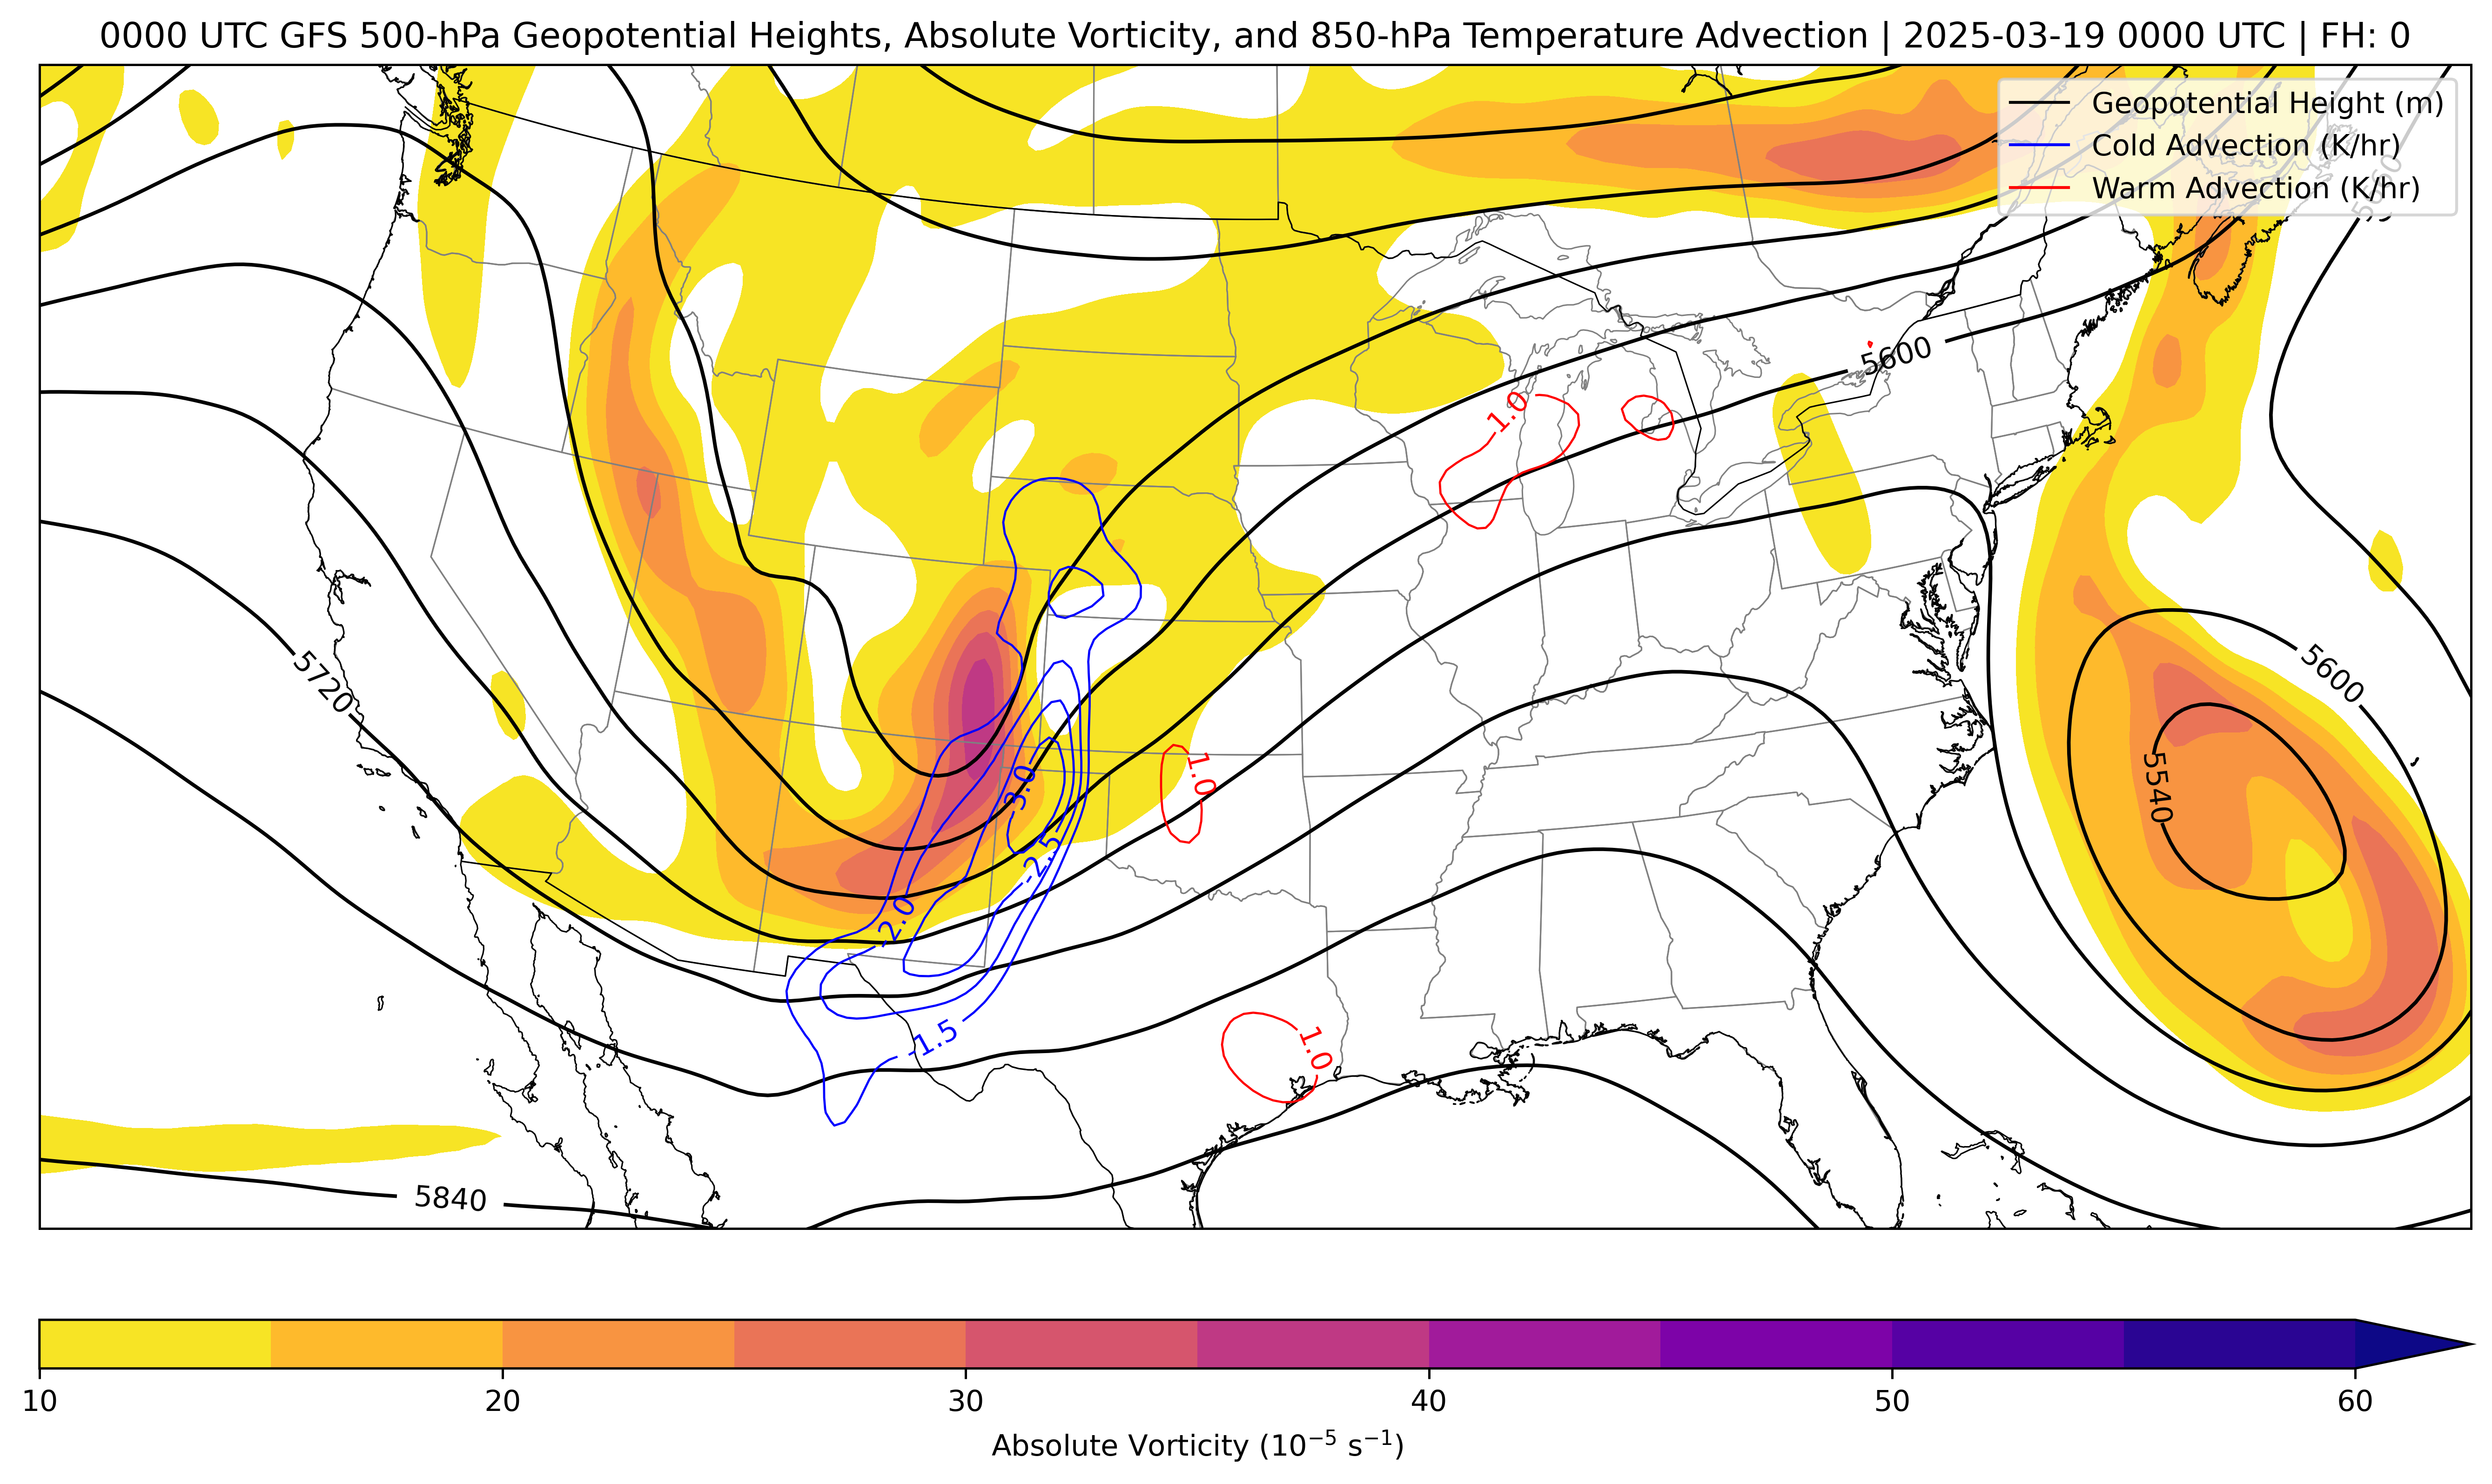 0000 UTC GFS 500-hPa Geopotential Heights, Absolute Vorticity, and 850-hPa Temperature Advection | 2025-03-19 0000 UTC | FH: 0
Geopotential Height (m)
Cold Advection (K/hr)
Warm Advection (K/hr)
5600
1.0
5720
5600
1.0
-3.0
5540
-2.5
-2.0
-1.5
1.0
5840
10 20 30 40 50 60
Absolute Vorticity (10⁻⁵ s⁻¹)